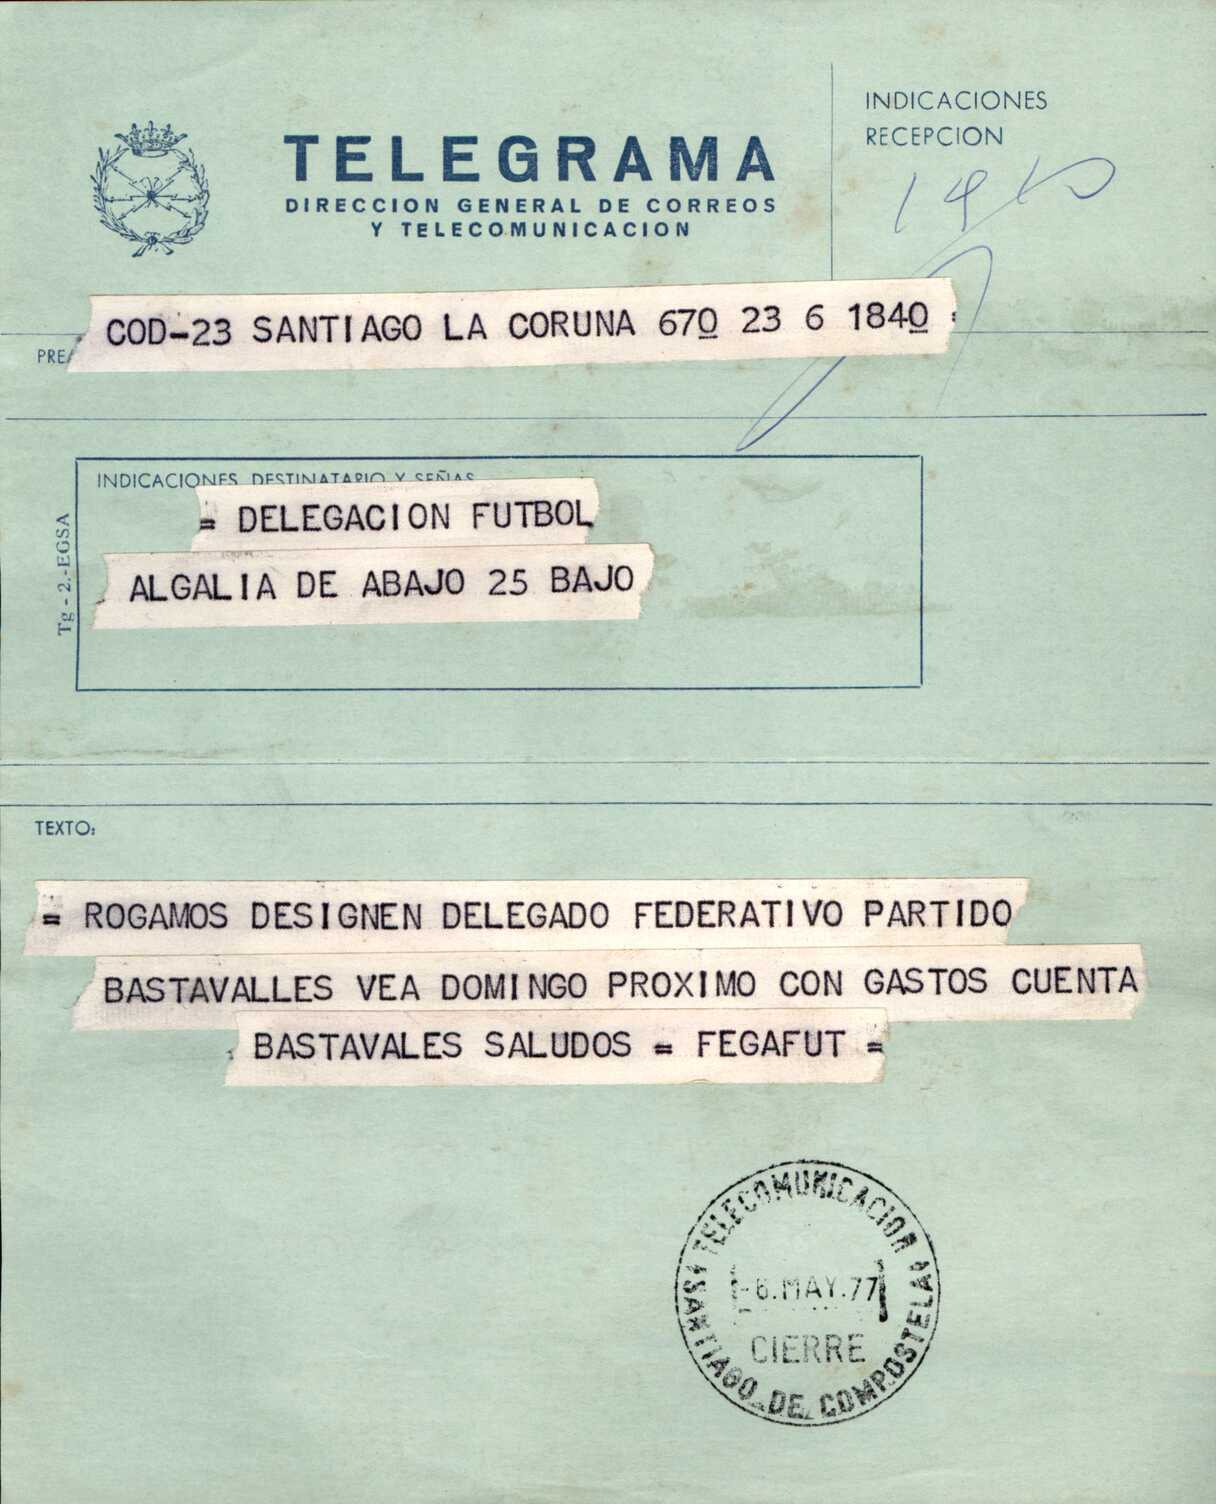 INDICACIONES
RECEPCION
TELEGRAMA
DIRECCION GENERAL DE CORREOS
Y TELECOMUNICACION
COD-23 SANTIAGO LA CORUNA 670 23 6 1840 =
PREA
INDICACIONES DESTINATARIO Y SEÑAS
= DELEGACION FUTBOL
ALGALIA DE ABAJO 25 BAJO
Tg - 2.-EGSA
TEXTO:
= ROGAMOS DESIGNEN DELEGADO FEDERATIVO PARTIDO
BASTAVALLES VEA DOMINGO PROXIMO CON GASTOS CUENTA
BASTAVALES SALUDOS = FEGAFUT =
TELECOMUNICACION
-6.MAY.77
CIERRE
SANTIAGO DE COMPOSTELA